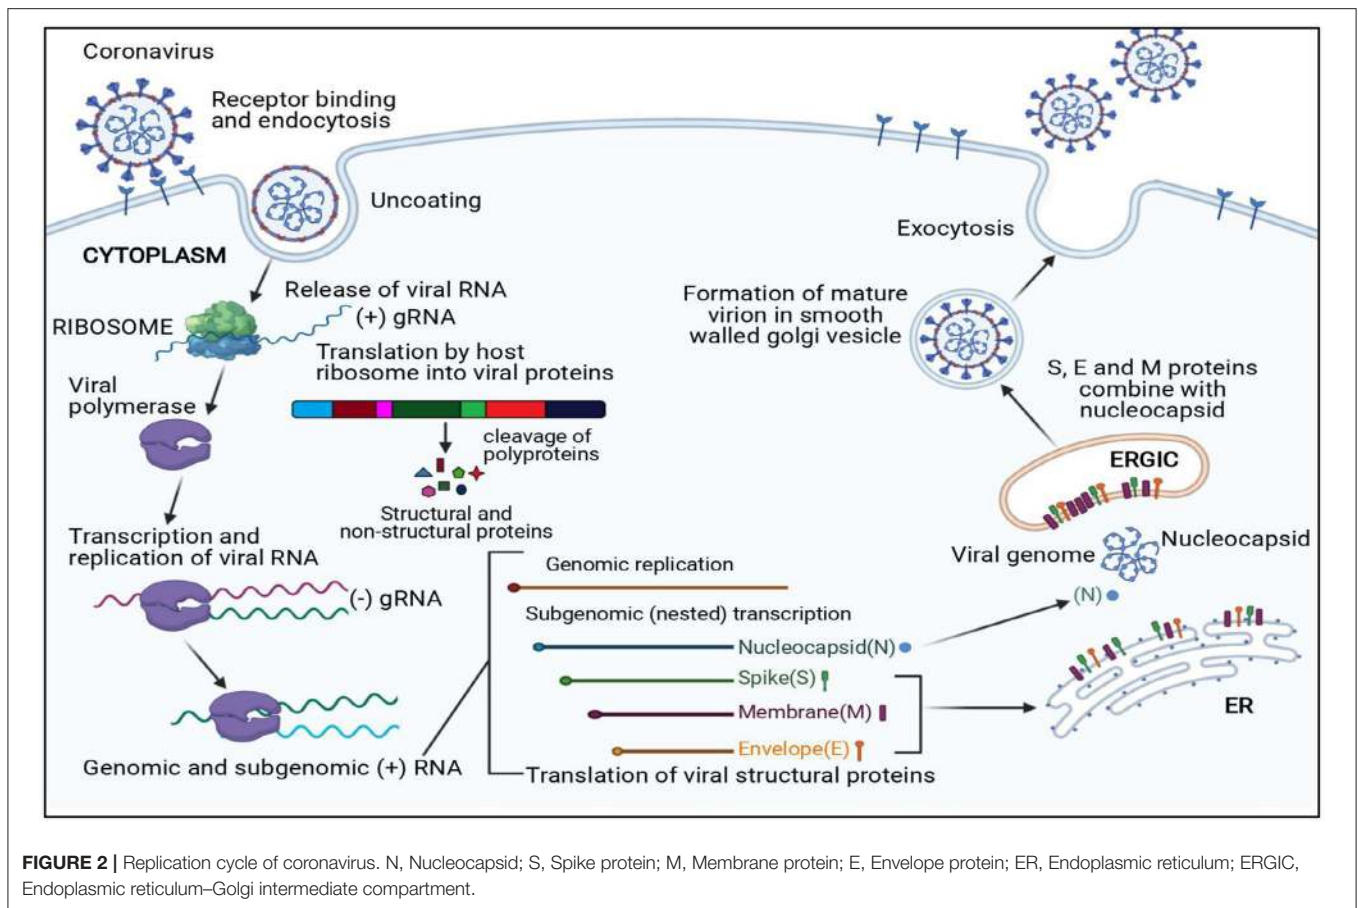 Coronavirus
Receptor binding
and endocytosis
Uncoating
CYTOPLASM
Release of viral RNA
(+) gRNA
RIBOSOME
Translation by host
ribosome into viral proteins
Viral
polymerase
cleavage of
polyproteins
Structural and
non-structural proteins
Transcription and
replication of viral RNA
(-) gRNA
Genomic and subgenomic (+) RNA
Genomic replication
Subgenomic (nested) transcription
Nucleocapsid(N)
Spike(S)
Membrane(M)
Envelope(E)
Translation of viral structural proteins
Exocytosis
Formation of mature
virion in smooth
walled golgi vesicle
S, E and M proteins
combine with
nucleocapsid
ERGIC
Viral genome
Nucleocapsid
(N)
ER
FIGURE 2 | Replication cycle of coronavirus. N, Nucleocapsid; S, Spike protein; M, Membrane protein; E, Envelope protein; ER, Endoplasmic reticulum; ERGIC,
Endoplasmic reticulum–Golgi intermediate compartment.